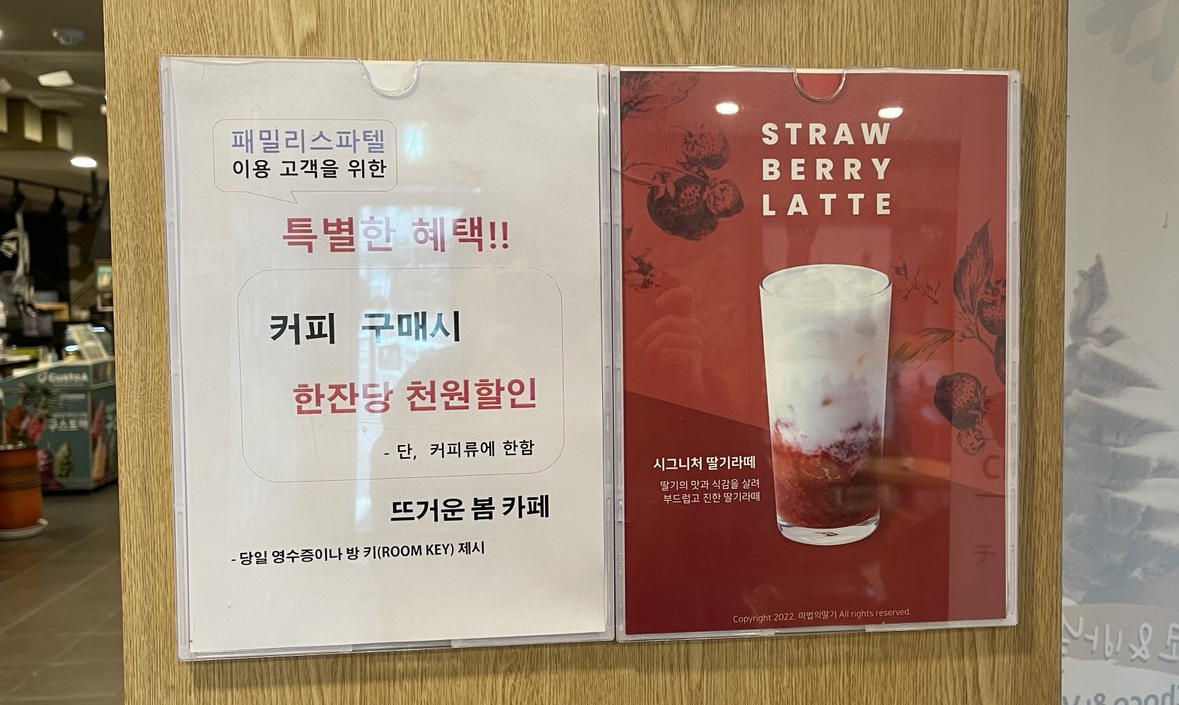 패밀리스파텔
이용 고객을 위한
특별한 혜택!!
커피 구매시
한잔당 천원할인
- 단, 커피류에 한함
뜨거운 봄 카페
- 당일 영수증이나 방 키(ROOM KEY) 제시
STRAW
BERRY
LATTE
시그니처 딸기라떼
딸기의 맛과 식감을 살려
부드럽고 진한 딸기라떼
Copyright 2022. 마법의딸기 All rights reserved.